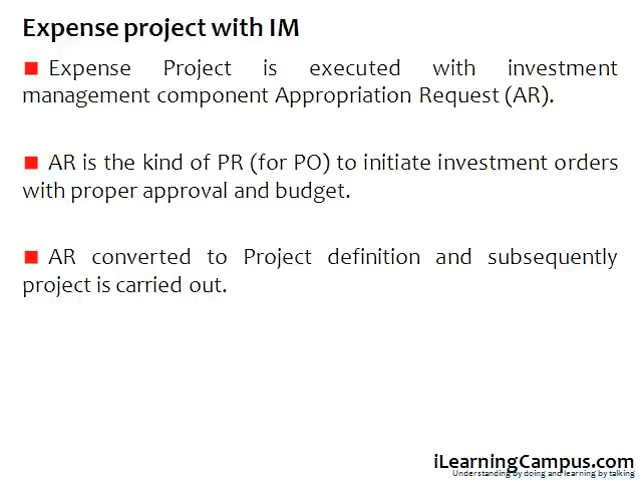 Expense project with IM
Expense Project is executed with investment
management component Appropriation Request (AR).
AR is the kind of PR (for PO) to initiate investment orders
with proper approval and budget.
AR converted to Project definition and subsequently
project is carried out.
iLearningCampus.com
Understanding by doing and learning by talking